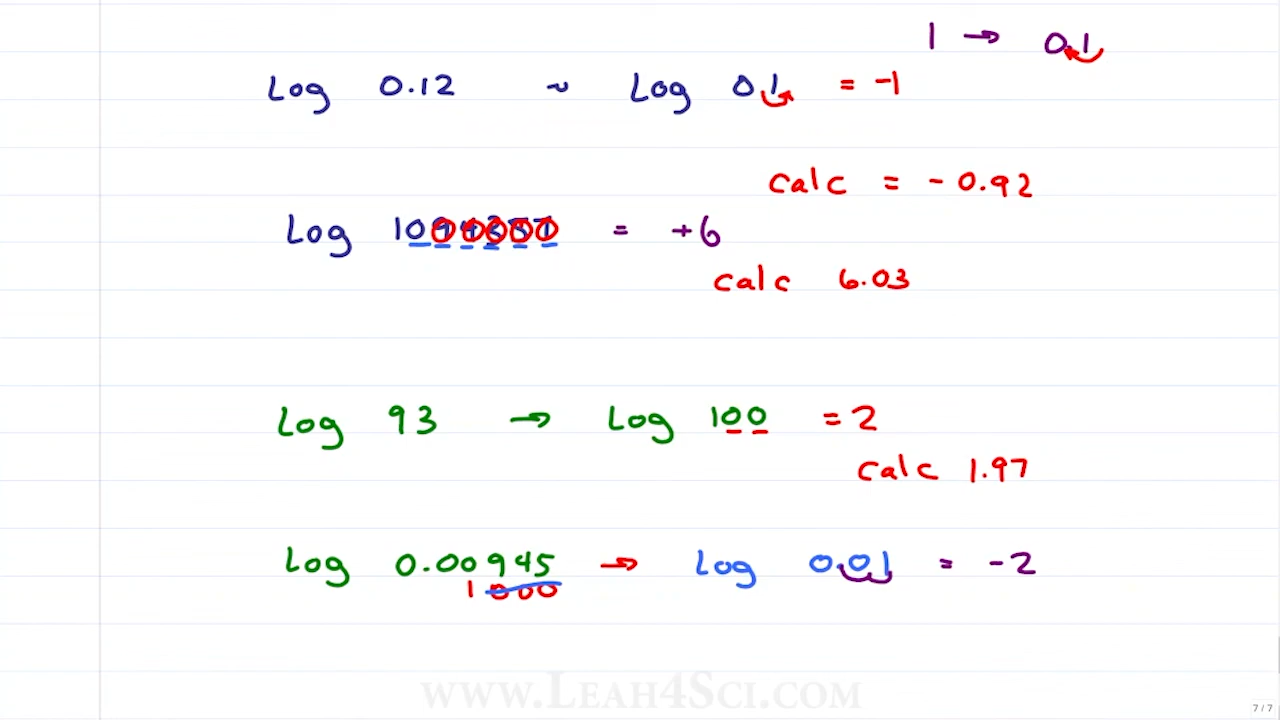 1 → 0.1
Log 0.12 ~ Log 0.1 = -1
calc = - 0.92
Log = +6
calc 6.03
Log 93 → Log 100 = 2
calc 1.97
Log 0.00945 → Log 0.01 = -2
1000
www.Leah4Sci.com
7 / 7